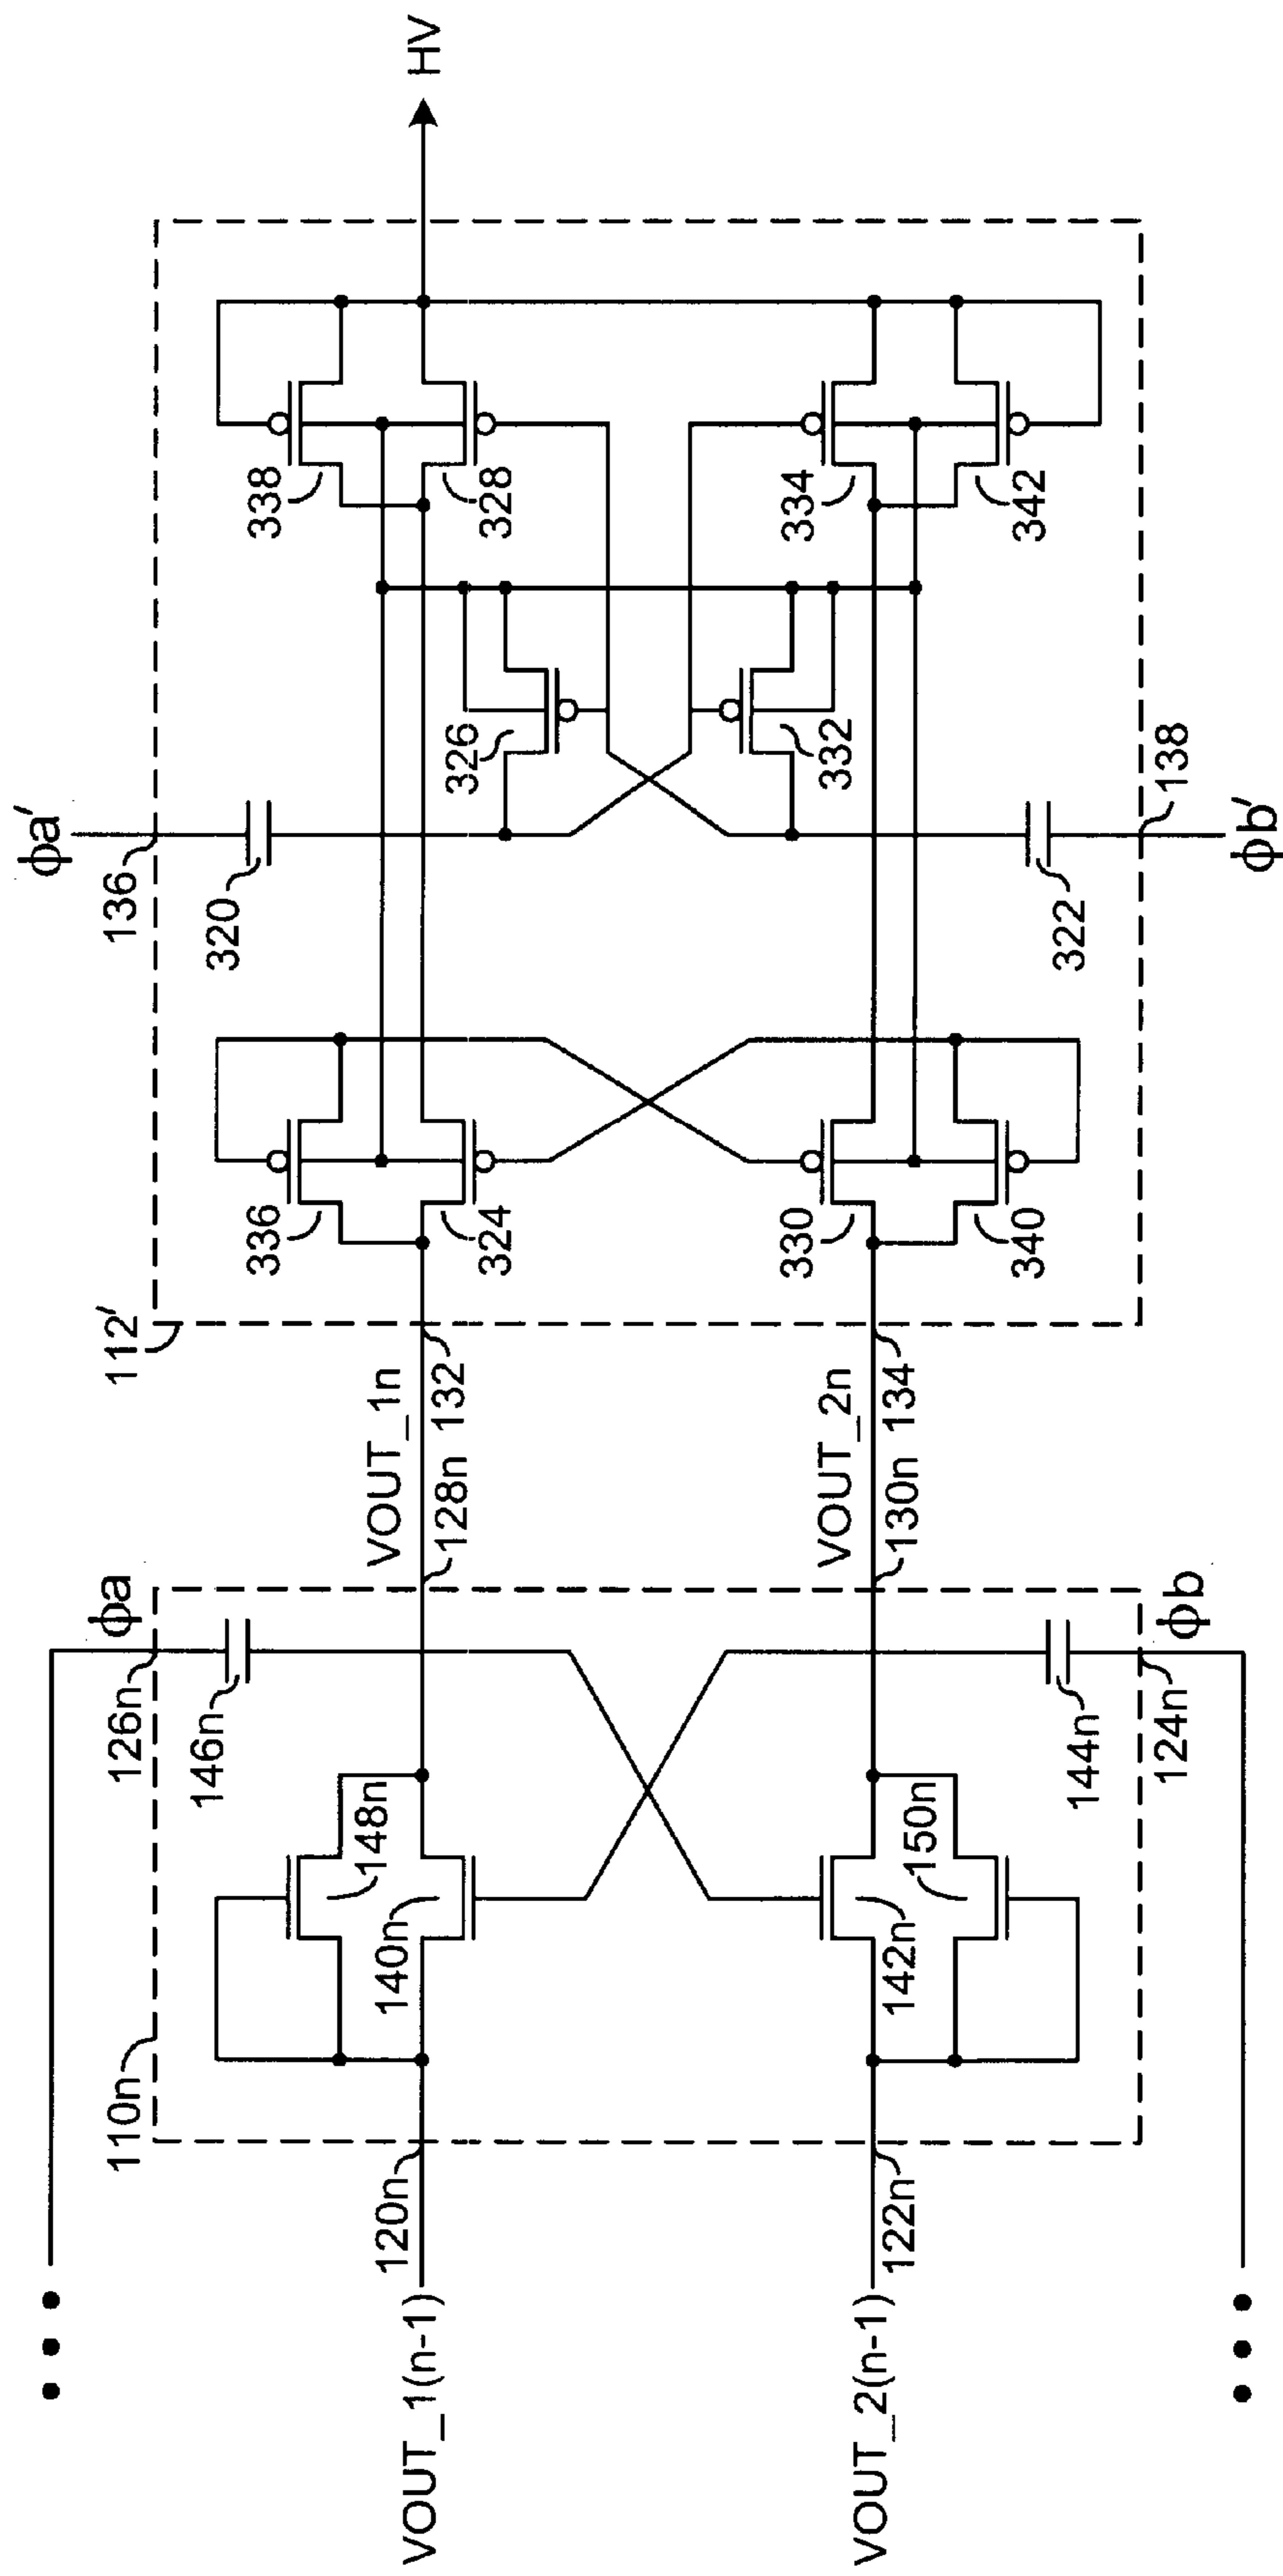 ϕa'
136
320
112'
338
328
HV
326
336
324
VOUT_1n
132
128n
ϕa
126n
146n
148n
140n
110n
120n
VOUT_1(n-1)
334
342
332
138
ϕb'
322
330
340
VOUT_2n
134
130n
ϕb
124n
144n
150n
142n
122n
VOUT_2(n-1)